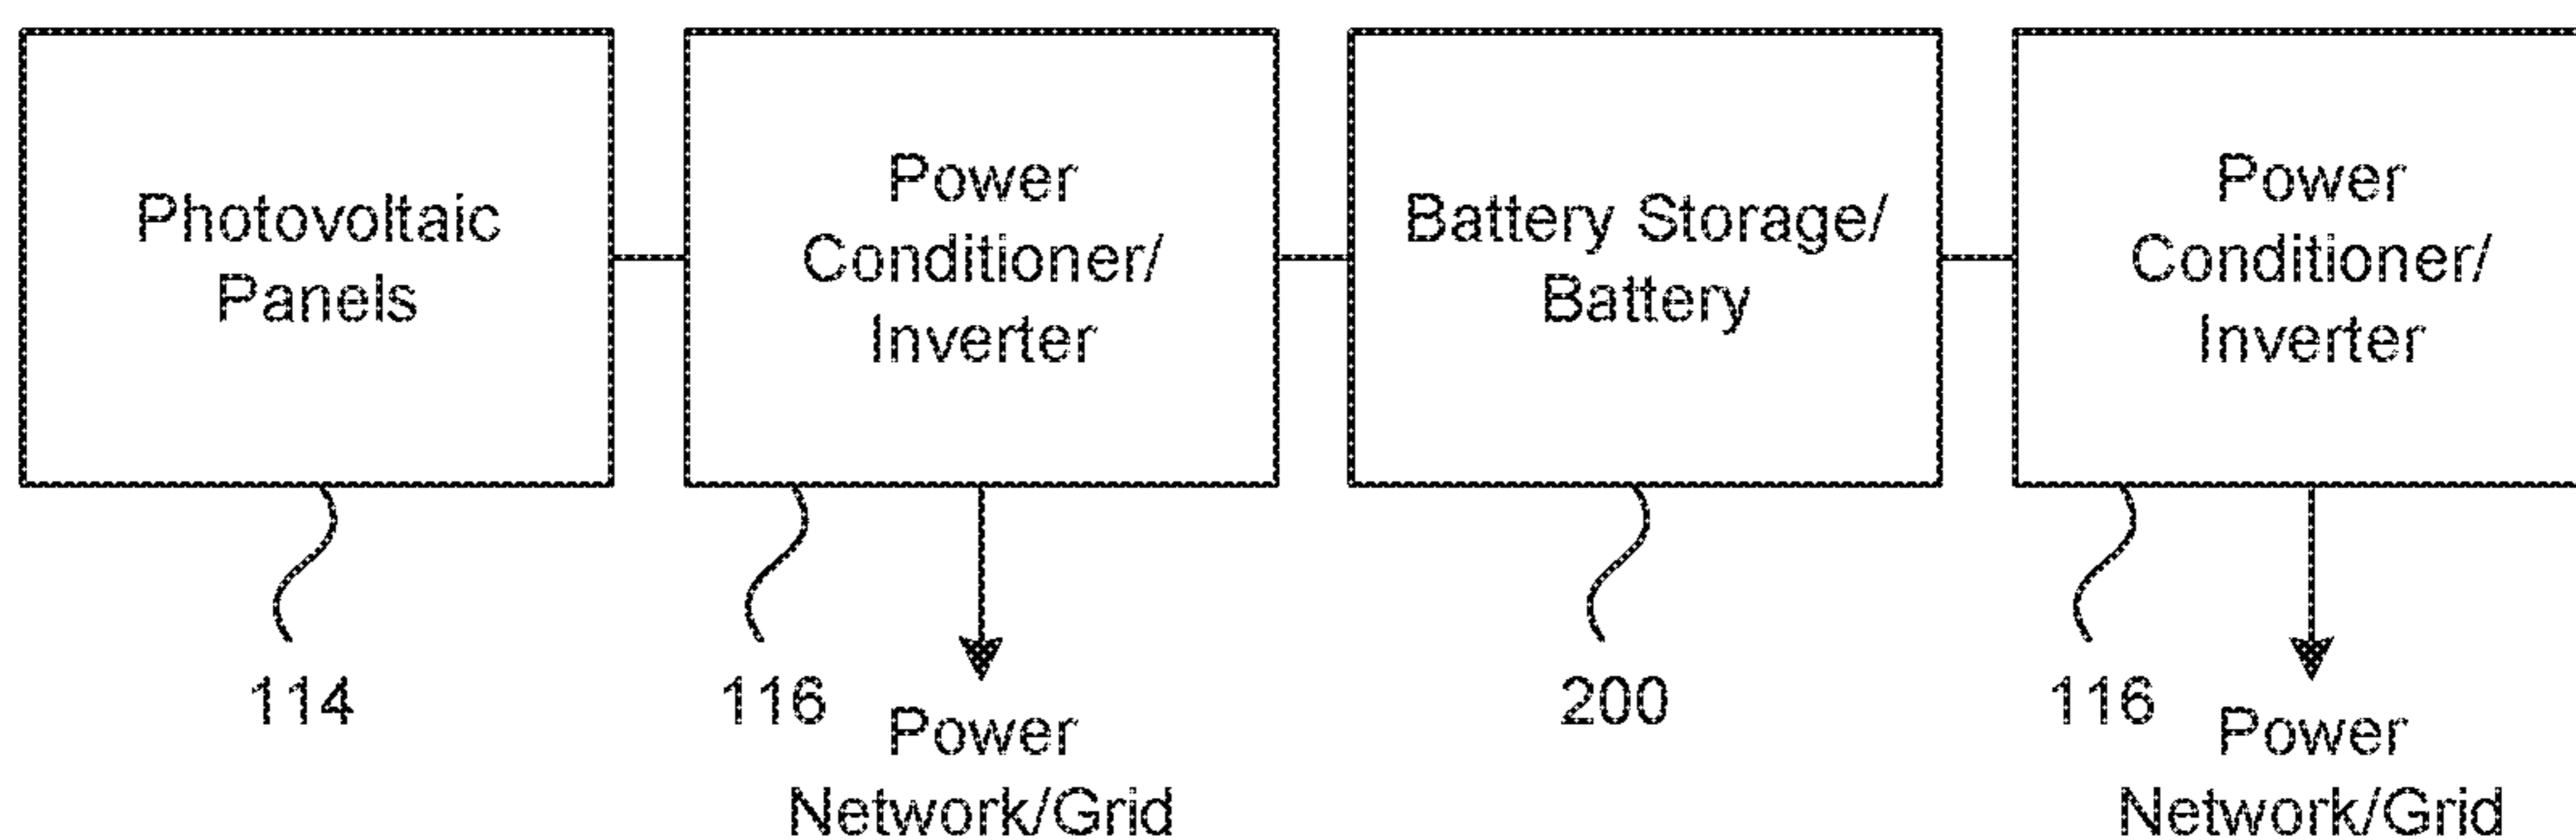 Photovoltaic
Panels
Power
Conditioner/
Inverter
Battery Storage/
Battery
Power
Conditioner/
Inverter
114
116
Power
Network/Grid
200
116
Power
Network/Grid